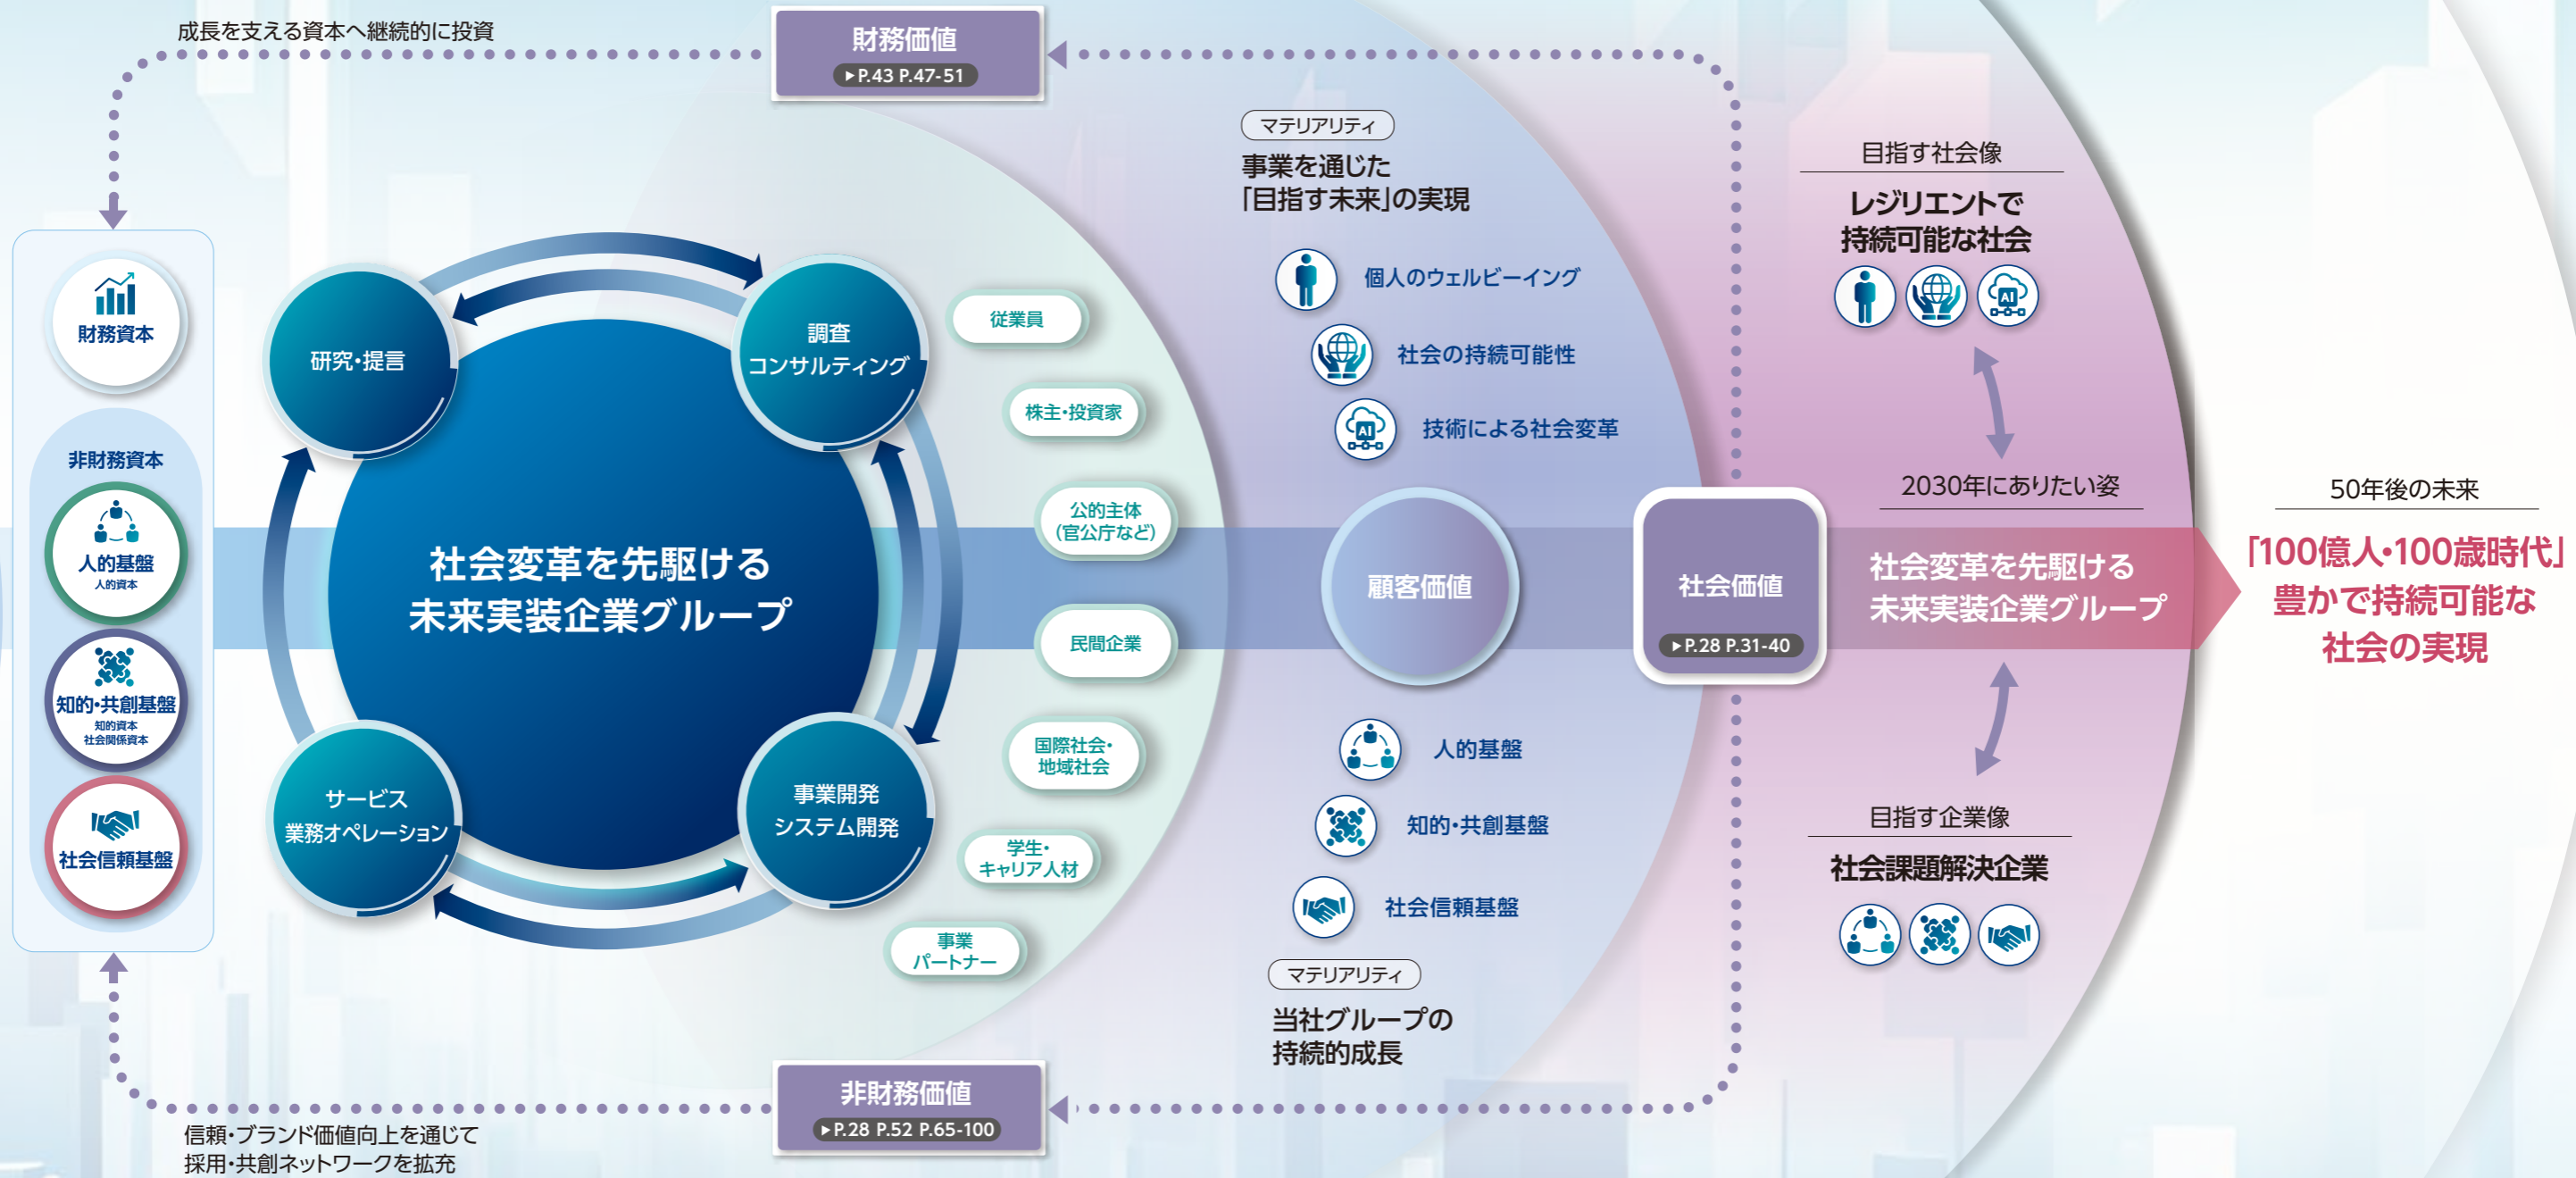 成長を支える資本へ継続的に投資
財務価値
▶P.43 P.47-51
財務資本
非財務資本
人的基盤
人的資本
知的・共創基盤
知的資本
社会関係資本
社会信頼基盤
研究・提言
調査
コンサルティング
社会変革を先駆ける
未来実装企業グループ
サービス
業務オペレーション
事業開発
システム開発
従業員
株主・投資家
公的主体
（官公庁など）
民間企業
国際社会・
地域社会
学生・
キャリア人材
事業
パートナー
マテリアリティ
事業を通じた
「目指す未来」の実現
個人のウェルビーイング
社会の持続可能性
AI
技術による社会変革
顧客価値
人的基盤
知的・共創基盤
社会信頼基盤
マテリアリティ
当社グループの
持続的成長
社会価値
▶P.28 P.31-40
目指す社会像
レジリエントで
持続可能な社会
AI
2030年にありたい姿
社会変革を先駆ける
未来実装企業グループ
目指す企業像
社会課題解決企業
50年後の未来
「100億人・100歳時代」
豊かで持続可能な
社会の実現
非財務価値
▶P.28 P.52 P.65-100
信頼・ブランド価値向上を通じて
採用・共創ネットワークを拡充